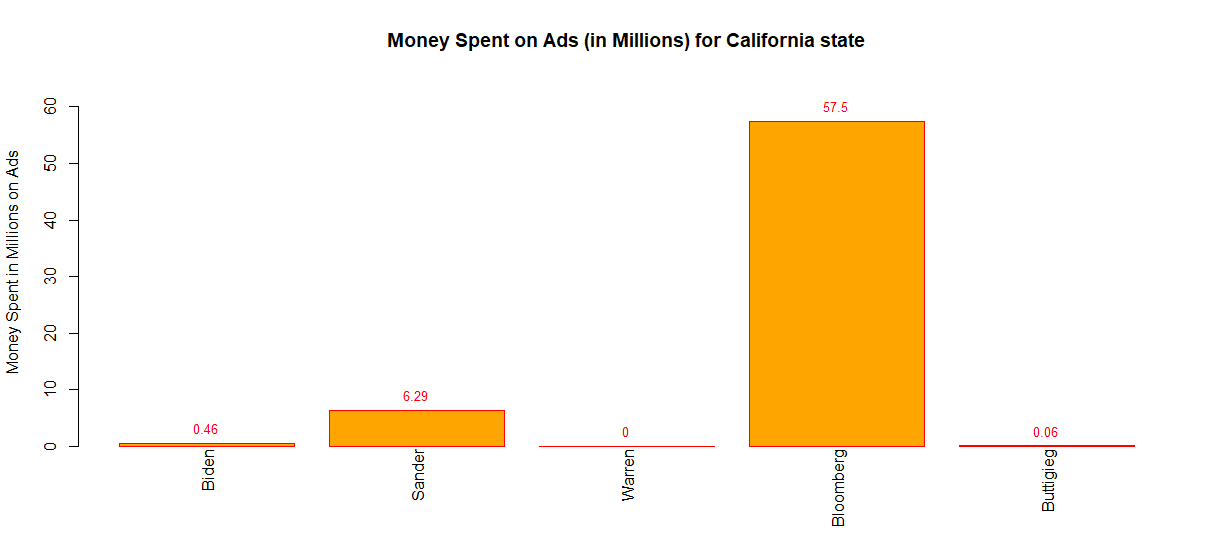 Money Spent on Ads (in Millions) for California state
Money Spent in Millions on Ads
60
50
40
30
20
10
0
0.46
6.29
0
57.5
0.06
Biden
Sander
Warren
Bloomberg
Buttigieg